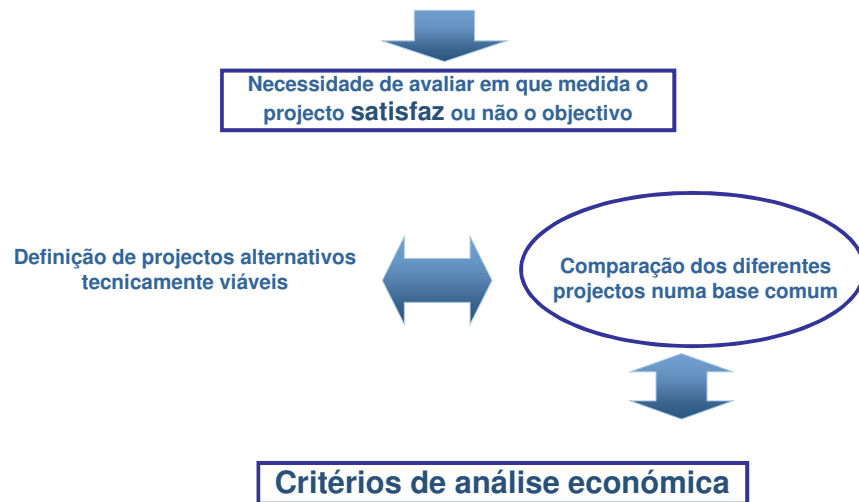 Necessidade de avaliar em que medida o
projecto satisfaz ou não o objectivo
Definição de projectos alternativos
tecnicamente viáveis
Comparação dos diferentes
projectos numa base comum
Critérios de análise económica